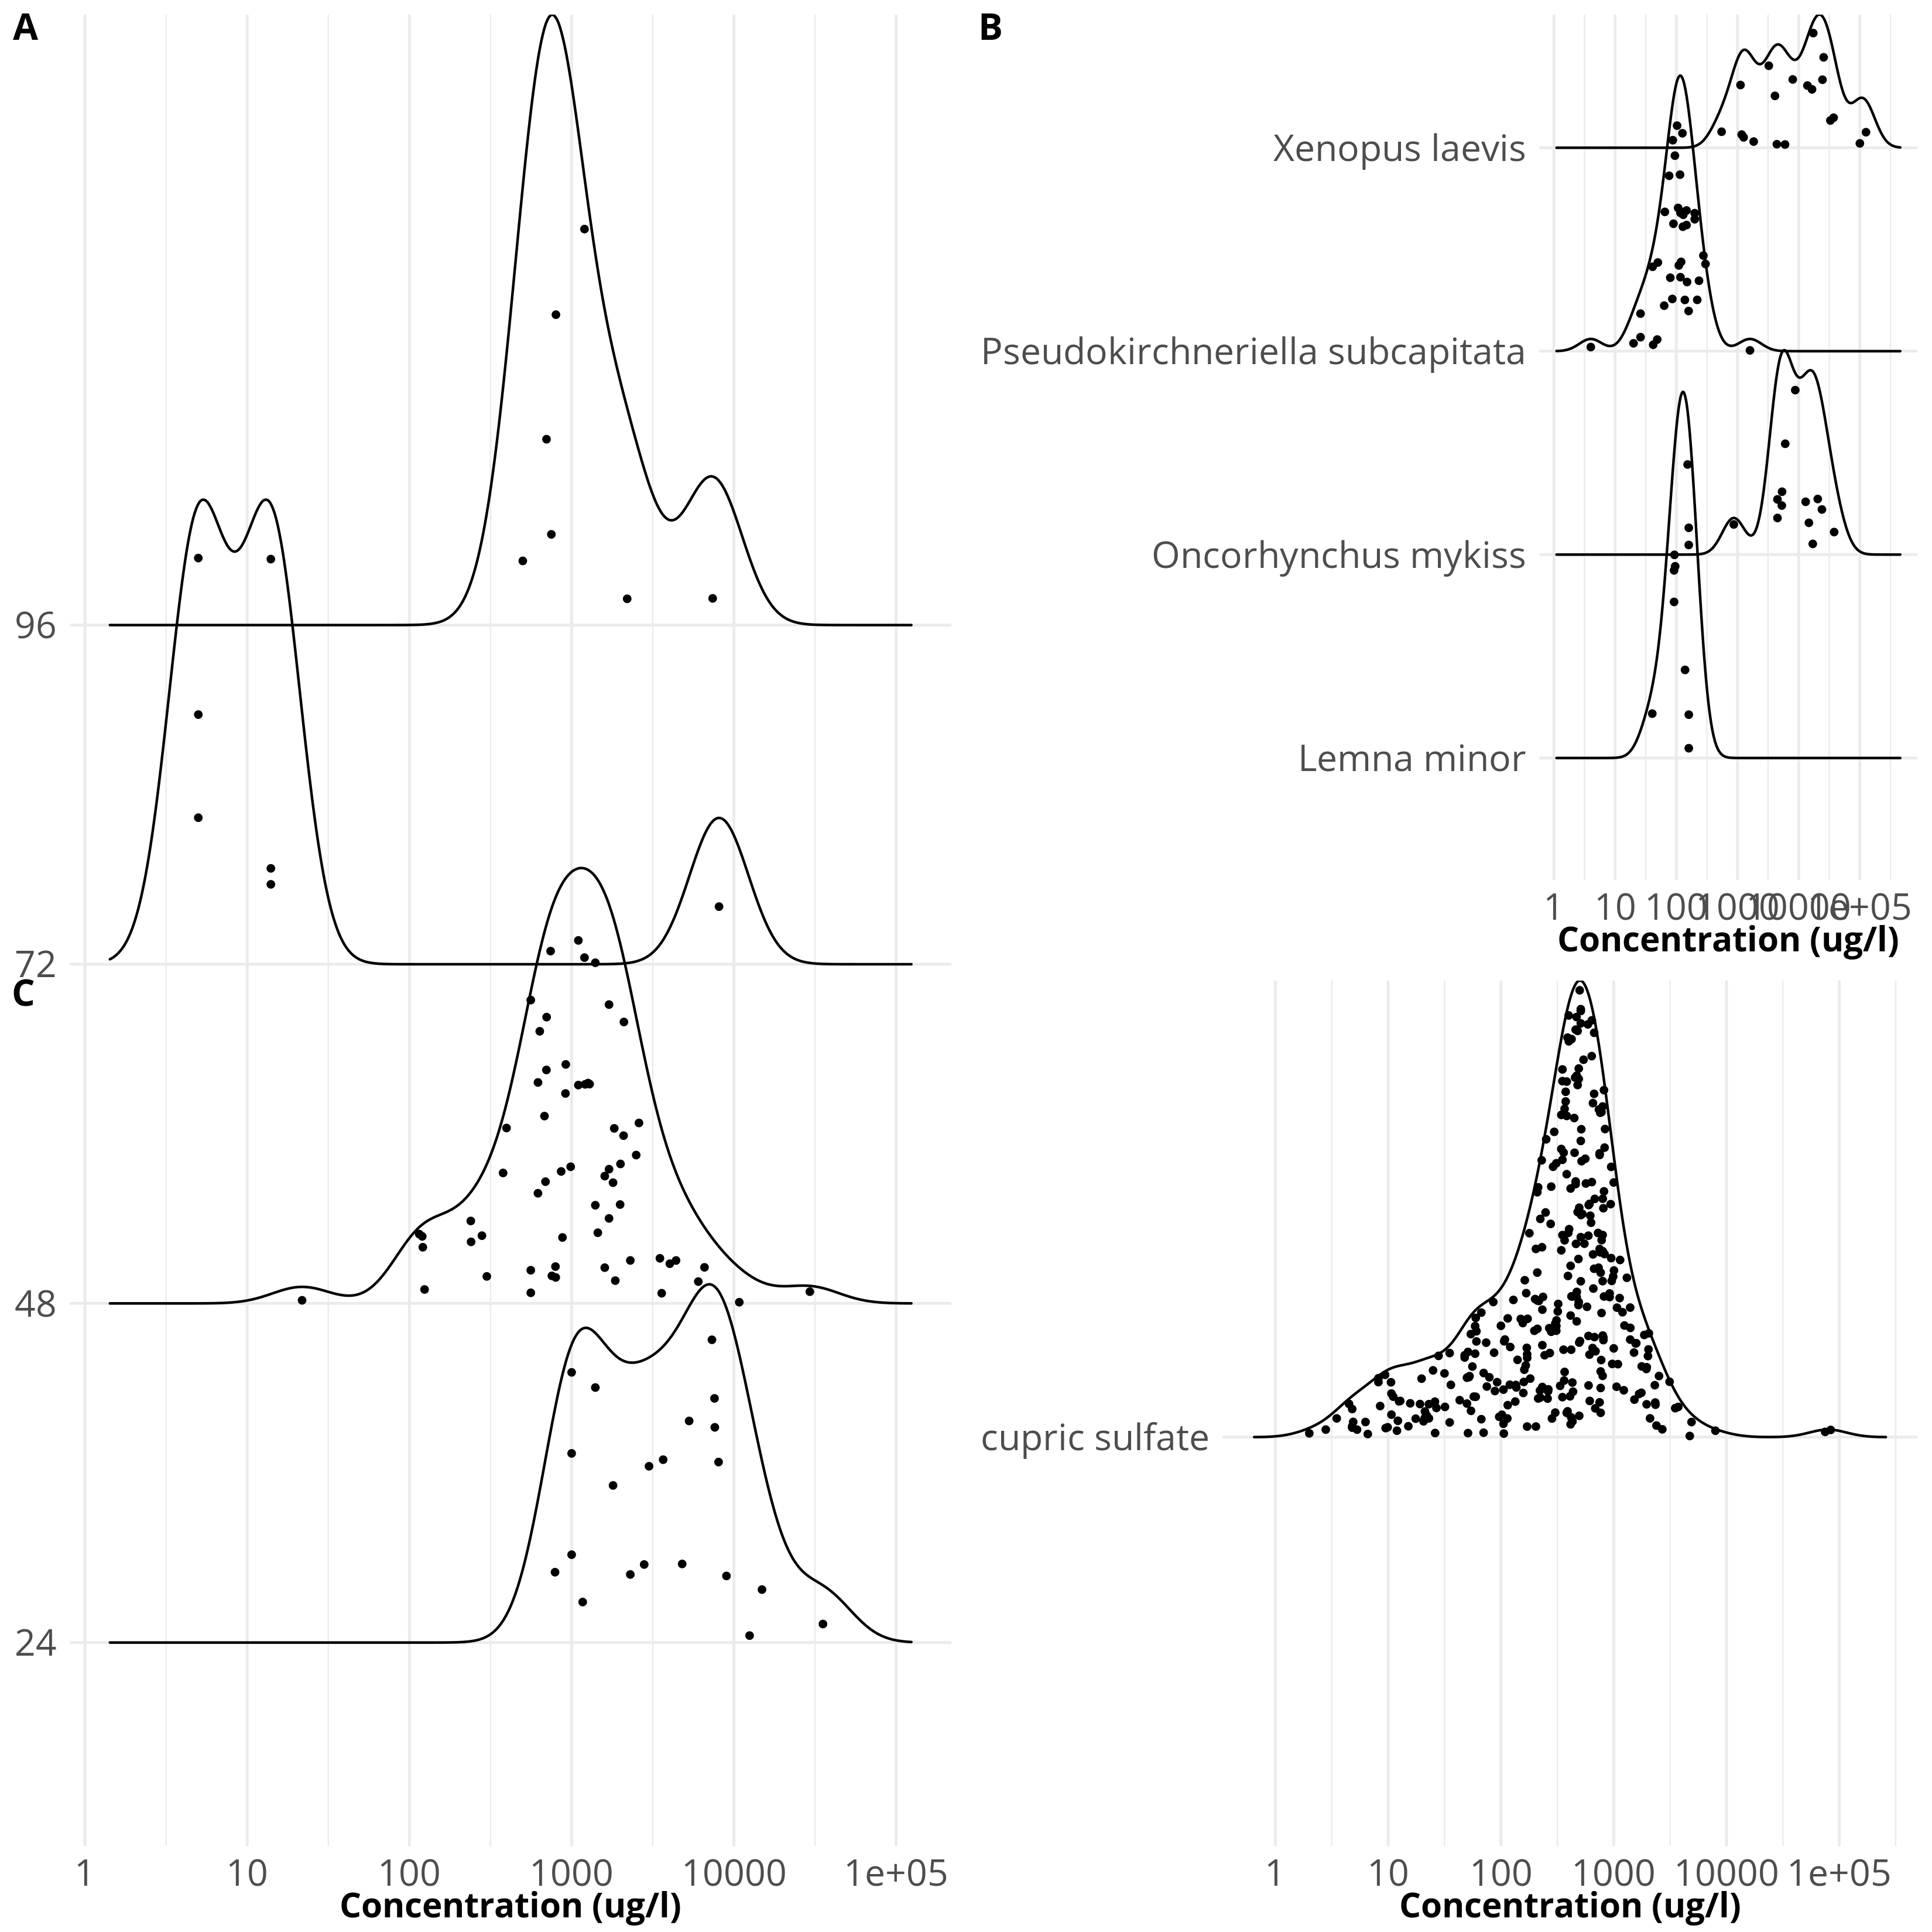 A
96
72
48
24
1 10 100 1000 10000 1e+05
Concentration (ug/l)
B
Xenopus laevis
Pseudokirchneriella subcapitata
Oncorhynchus mykiss
Lemna minor
1 10 100 1000 10000 1e+05
Concentration (ug/l)
C
cupric sulfate
1 10 100 1000 10000 1e+05
Concentration (ug/l)